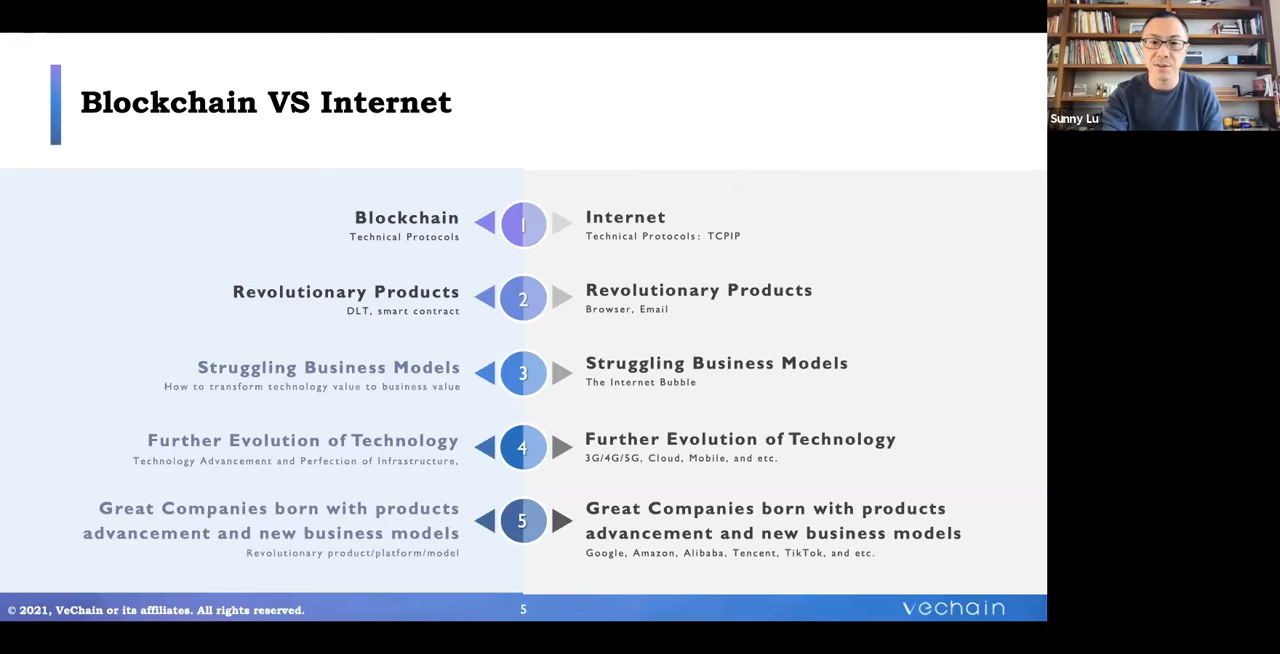 Blockchain VS Internet
Sunny Lu
Blockchain
Technical Protocols
1
Internet
Technical Protocols: TCPIP
Revolutionary Products
DLT, smart contract
2
Revolutionary Products
Browser, Email
Struggling Business Models
How to transform technology value to business value
3
Struggling Business Models
The Internet Bubble
Further Evolution of Technology
Technology Advancement and Perfection of Infrastructure,
4
Further Evolution of Technology
3G/4G/5G, Cloud, Mobile, and etc.
Great Companies born with products
advancement and new business models
Revolutionary product/platform/model
5
Great Companies born with products
advancement and new business models
Google, Amazon, Alibaba, Tencent, TikTok, and etc.
© 2021, VeChain or its affiliates. All rights reserved.
5
vechain